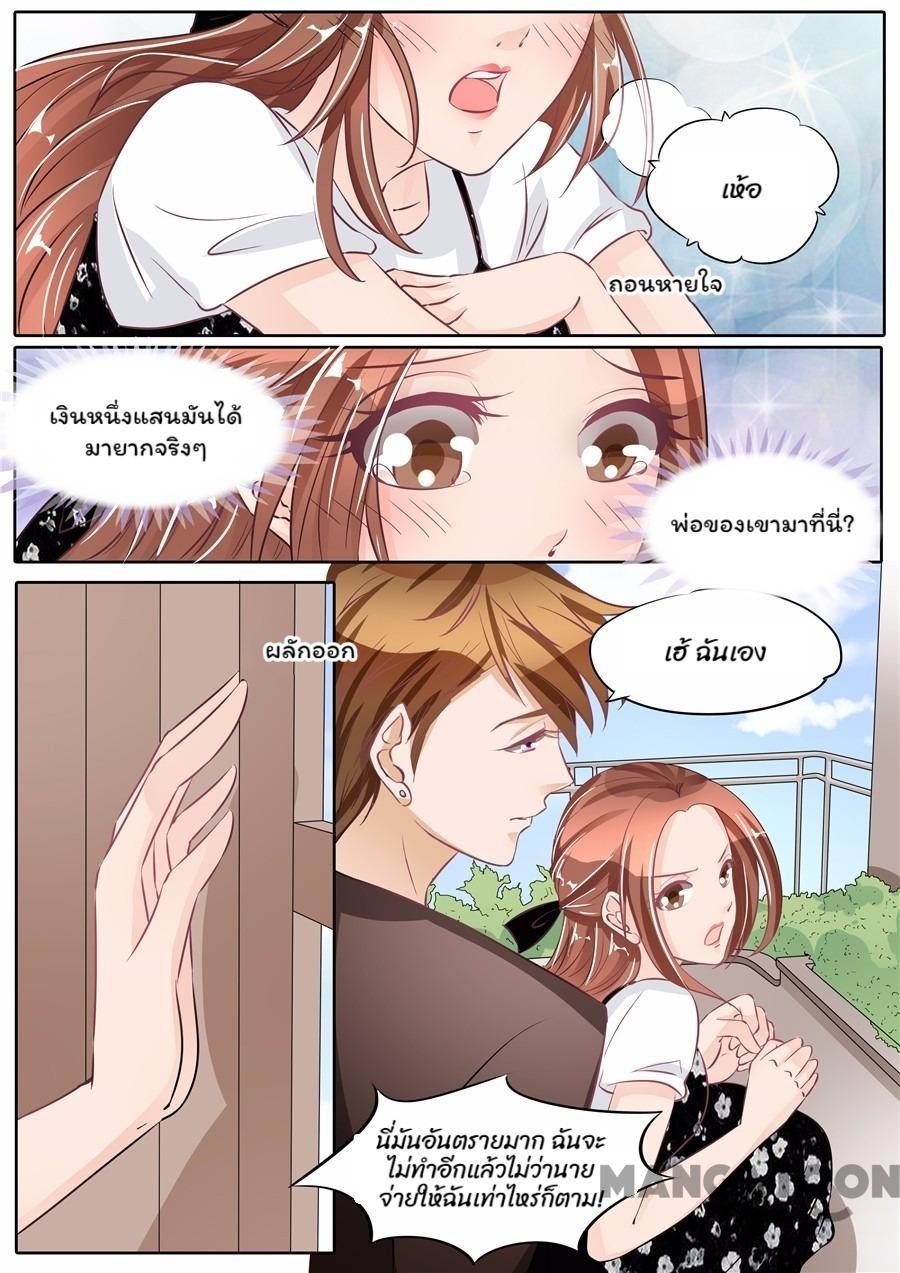 เห้อ
ถอนหายใจ
เงินหนึ่งแสนมันได้
มายากจริงๆ
พ่อของเขามาที่นี่?
ผลักออก
เฮ้ ฉันเอง
นี่มันอันตรายมาก ฉันจะ
ไม่ทำอีกแล้วไม่ว่านาย
จ่ายให้ฉันเท่าไหร่ก็ตาม!